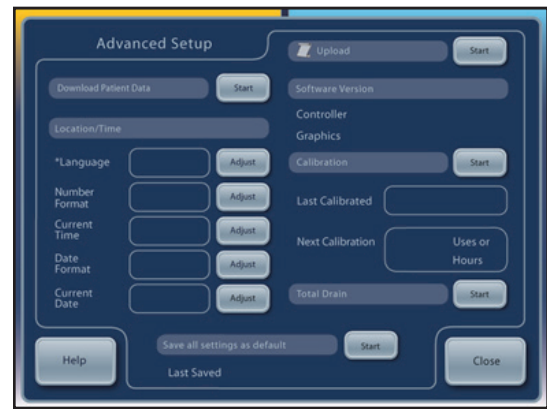 Advanced Setup
Download Patient Data
Start
Location/Time
*Language
Adjust
Number
Format
Adjust
Current
Time
Adjust
Date
Format
Adjust
Current
Date
Adjust
Upload
Start
Software Version
Controller
Graphics
Calibration
Start
Last Calibrated
Next Calibration
Uses or
Hours
Total Drain
Start
Help
Save all settings as default
Start
Last Saved
Close